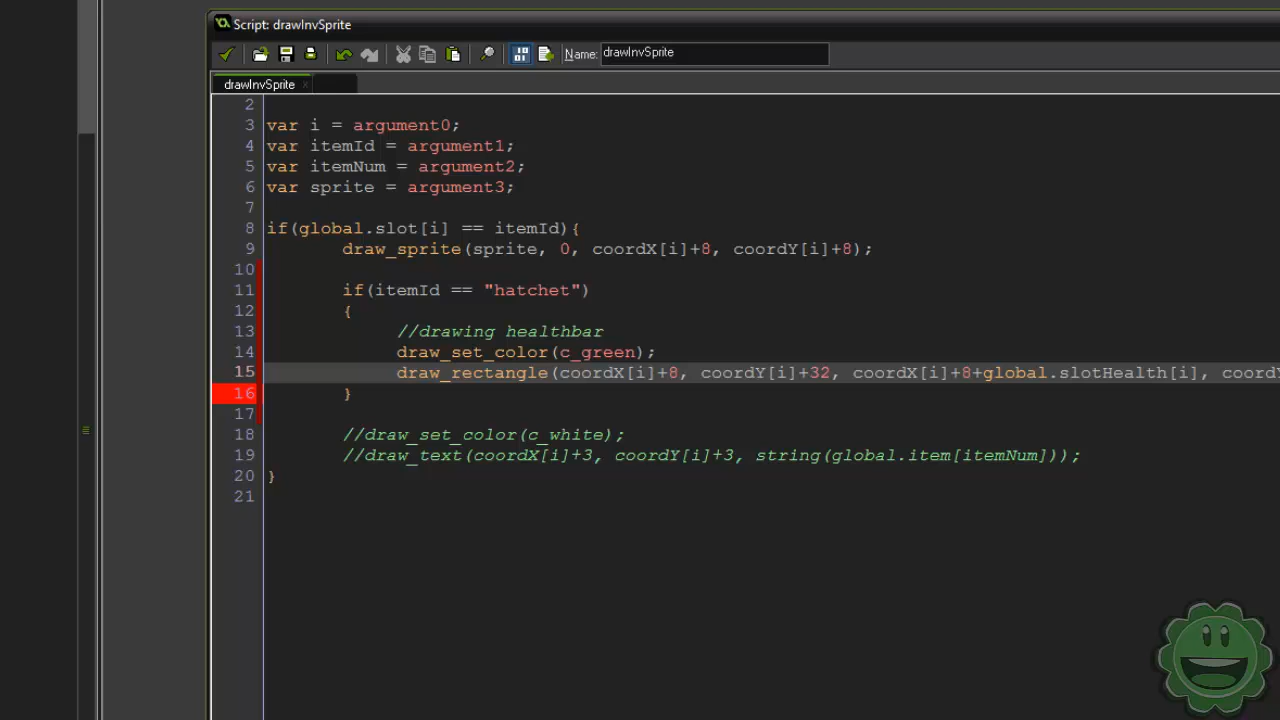 Script: drawInvSprite
Name: drawInvSprite
drawInvSprite x
2
3 var i = argument0;
4 var itemId = argument1;
5 var itemNum = argument2;
6 var sprite = argument3;
7
8 if(global.slot[i] == itemId){
9 draw_sprite(sprite, 0, coordX[i]+8, coordY[i]+8);
10
11 if(itemId == "hatchet")
12 {
13 //drawing healthbar
14 draw_set_color(c_green);
15 draw_rectangle(coordX[i]+8, coordY[i]+32, coordX[i]+8+global.slotHealth[i], coordY
16 }
17
18 //draw_set_color(c_white);
19 //draw_text(coordX[i]+3, coordY[i]+3, string(global.item[itemNum]));
20 }
21